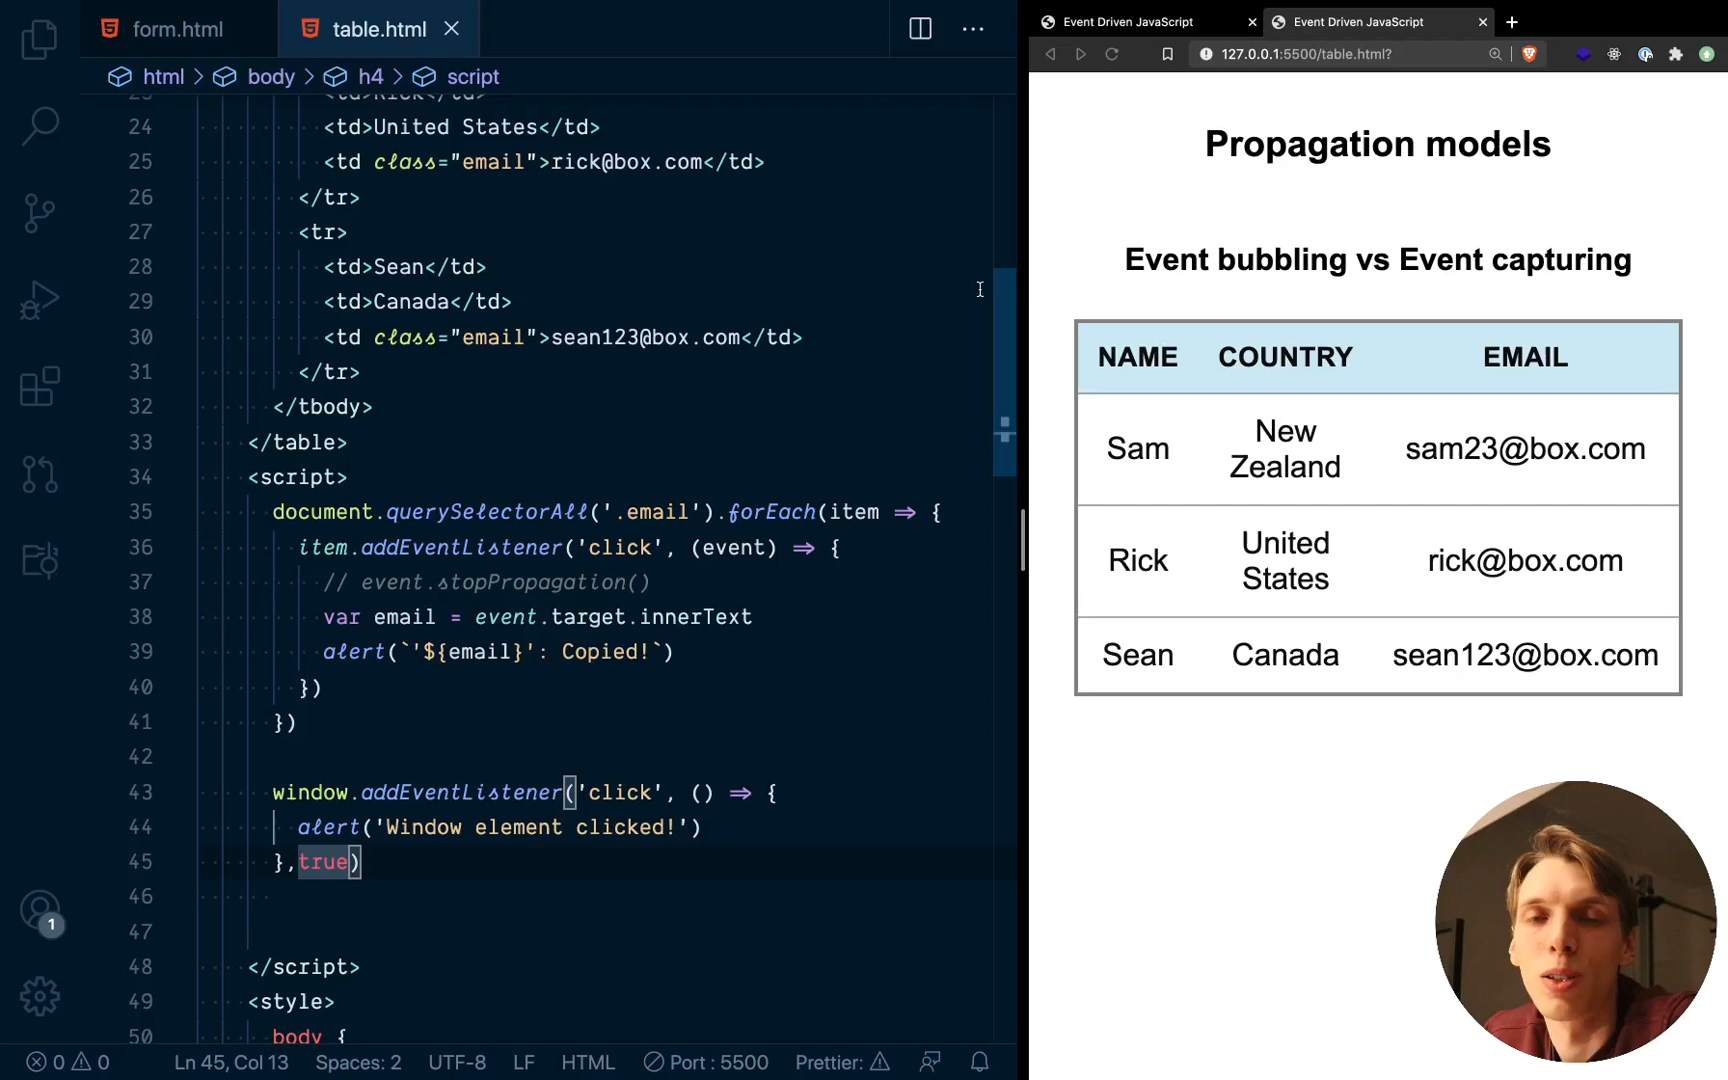 form.html
table.html
html > body > h4 > script
<td>Rick</td>
24 <td>United States</td>
25 <td class="email">rick@box.com</td>
26 </tr>
27 <tr>
28 <td>Sean</td>
29 <td>Canada</td>
30 <td class="email">sean123@box.com</td>
31 </tr>
32 </tbody>
33 </table>
34 <script>
35 document.querySelectorAll('.email').forEach(item => {
36 item.addEventListener('click', (event) => {
37 // event.stopPropagation()
38 var email = event.target.innerText
39 alert(`'${email}': Copied!`)
40 })
41 })
42
43 window.addEventListener('click', () => {
44 alert('Window element clicked!')
45 },true)
46
47
48 </script>
49 <style>
50 body {
1
0 0 Ln 45, Col 13 Spaces: 2 UTF-8 LF HTML Port : 5500 Prettier:
Event Driven JavaScript
Event Driven JavaScript
127.0.0.1:5500/table.html?
Propagation models
Event bubbling vs Event capturing
NAME COUNTRY EMAIL
Sam New Zealand sam23@box.com
Rick United States rick@box.com
Sean Canada sean123@box.com